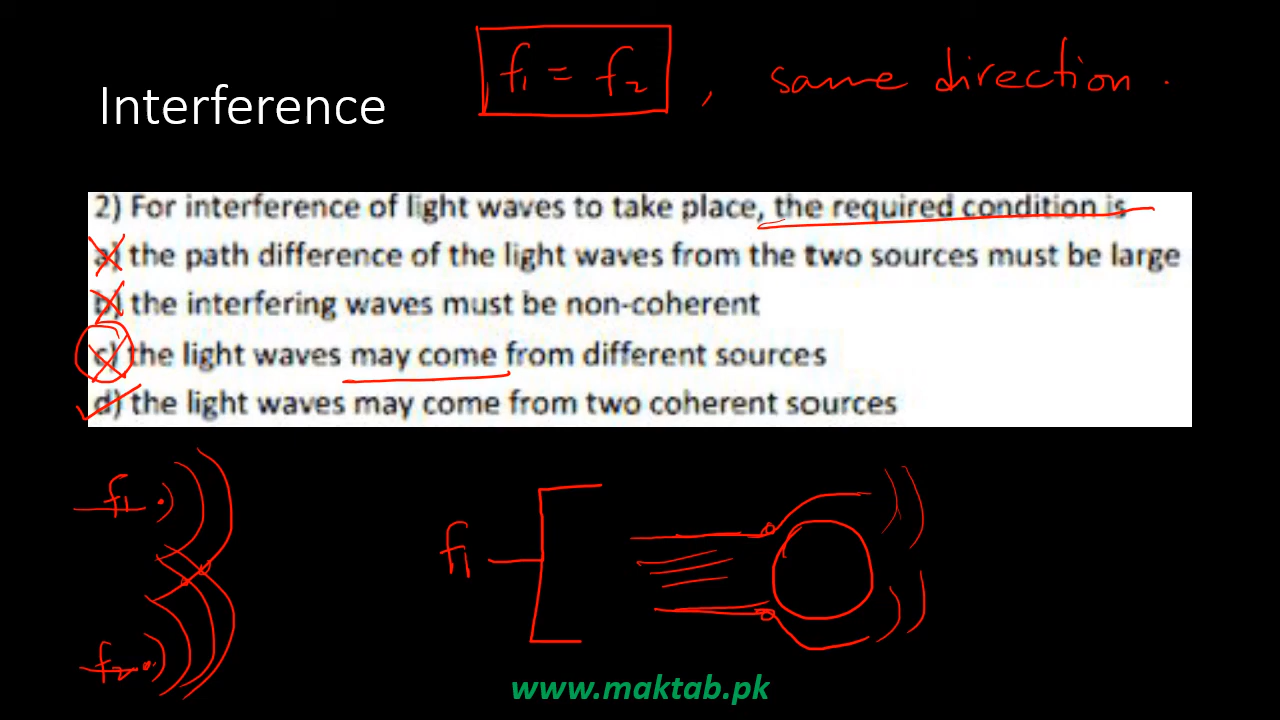 f1 = f2 , same direction .
Interference
2) For interference of light waves to take place, the required condition is
a) the path difference of the light waves from the two sources must be large
b) the interfering waves must be non-coherent
c) the light waves may come from different sources
d) the light waves may come from two coherent sources
f1
f1
f2
www.maktab.pk